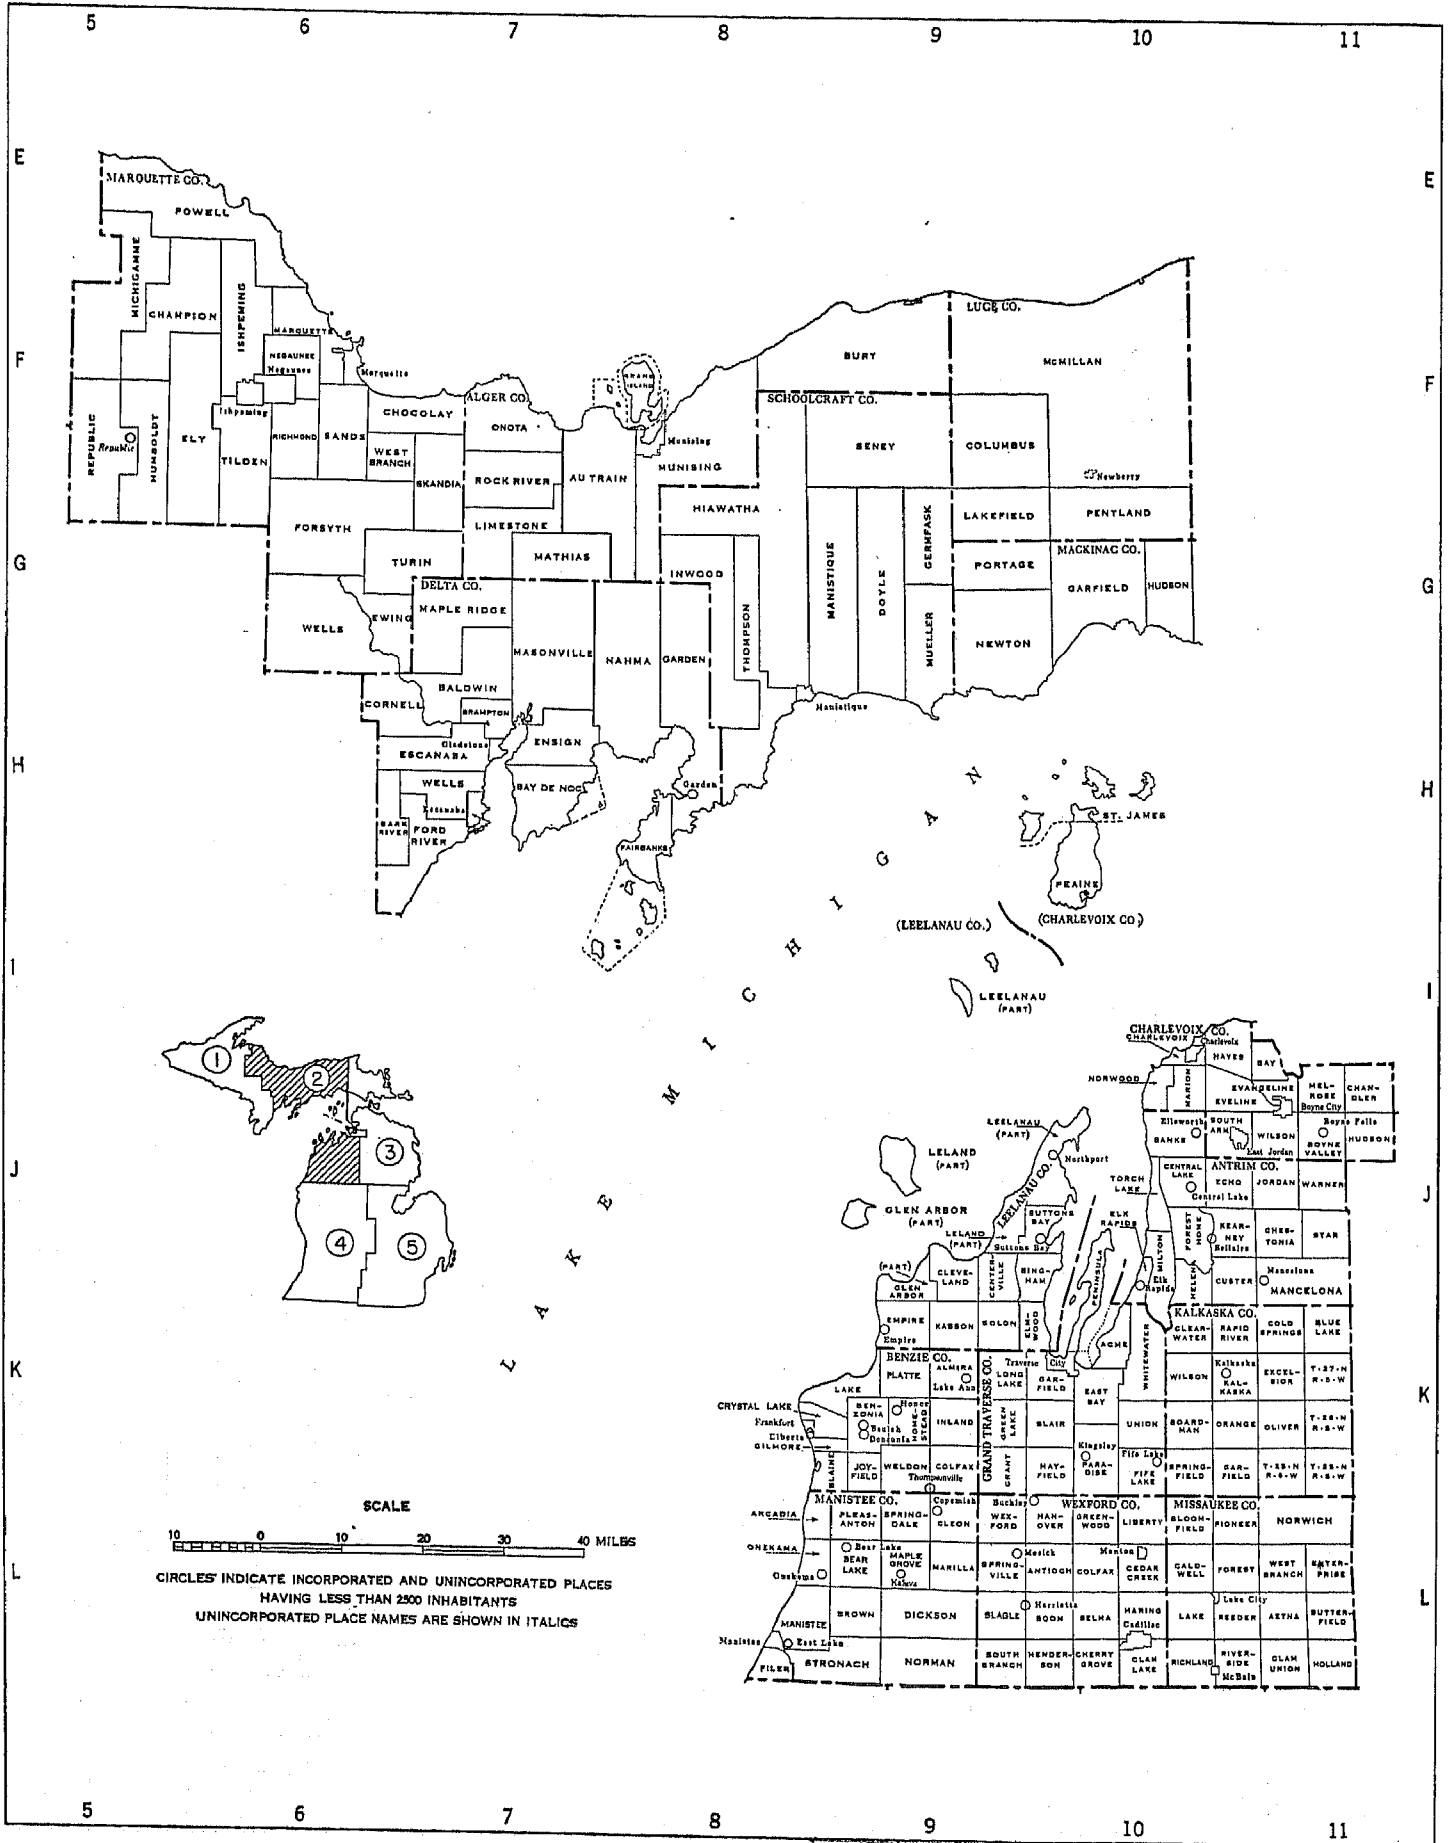 5 6 7 8 9 10 11
E E
MARQUETTE CO.
POWELL
MICHIGAMME
CHAMPION
ISHPEMING
MARQUETTE
NEGAUNEE
Negaunee
Marquette
F F
Ishpeming
REPUBLIC
Republic
HUMBOLDT
ELY
TILDEN
RICHMOND
SANDS
CHOCOLAY
WEST
BRANCH
SKANDIA
FORSYTH
TURIN
WELLS
EWING
ALGER CO.
ONOTA
ROCK RIVER
LIMESTONE
AU TRAIN
MATHIAS
GRAND
ISLAND
Munising
MUNISING
LUCE CO.
McMILLAN
COLUMBUS
Newberry
LAKEFIELD
PENTLAND
SCHOOLCRAFT CO.
BURY
SENEY
HIAWATHA
INWOOD
THOMPSON
MANISTIQUE
DOYLE
GERMFASK
MUELLER
Manistique
MACKINAC CO.
PORTAGE
GARFIELD
HUDSON
NEWTON
G G
DELTA CO.
MAPLE RIDGE
MASONVILLE
NAHMA
GARDEN
BALDWIN
CORNELL
BRAMPTON
Gladstone
ESCANABA
ENSIGN
WELLS
BAY DE NOC
Escanaba
BARK
RIVER
FORD
RIVER
Garden
FAIRBANKS
H H
ST. JAMES
PEAINE
(LEELANAU CO.)
(CHARLEVOIX CO.)
LEELANAU
(PART)
I I
LAKE MICHIGAN
1
2
3
4
5
J J
CHARLEVOIX CO.
CHARLEVOIX
Charlevoix
HAYES
BAY
NORWOOD
MARION
EVANGELINE
EVELINE
MEL-
ROSE
Boyne City
CHAN-
DLER
SOUTH
ARM
WILSON
East Jordan
Boyne Falls
BOYNE
VALLEY
HUDSON
Ellsworth
BANKS
ANTRIM CO.
CENTRAL
LAKE
ECHO
Central Lake
JORDAN
WARNER
TORCH
LAKE
FOREST
HOME
KEAR-
NEY
Bellaire
CHES-
TONIA
STAR
ELK
RAPIDS
MILTON
HELENA
CUSTER
Mancelona
MANCELONA
Elk
Rapids
LEELANAU
(PART)
Northport
LEELANAU CO.
LELAND
(PART)
GLEN ARBOR
(PART)
SUTTONS
BAY
LELAND
(PART)
Suttons Bay
(PART)
GLEN
ARBOR
CLEVE-
LAND
CENTER-
VILLE
BING-
HAM
PENINSULA
EMPIRE
Empire
KASSON
SOLON
ELM-
WOOD
ACME
WHITEWATER
K K
KALKASKA CO.
CLEAR-
WATER
RAPID
RIVER
COLD
SPRINGS
BLUE
LAKE
WILSON
Kalkaska
KAL-
KASKA
EXCEL-
SIOR
T-27-N
R-5-W
BOARD-
MAN
ORANGE
OLIVER
T-26-N
R-5-W
SPRING-
FIELD
GAR-
FIELD
T-25-N
R-6-W
T-25-N
R-5-W
BENZIE CO.
PLATTE
ALMIRA
Lake Ann
LAKE
CRYSTAL LAKE
Frankfort
Elberta
GILMORE
BEN-
ZONIA
Honor
HOME-
STEAD
Beulah
Benzonia
INLAND
BLAINE
JOY-
FIELD
WELDON
COLFAX
Thompsonville
GRAND TRAVERSE CO.
Traverse City
LONG
LAKE
GAR-
FIELD
EAST
BAY
GREEN
LAKE
BLAIR
UNION
GRANT
HAY-
FIELD
Kingsley
PARA-
DISE
Fife Lake
FIFE
LAKE
MANISTEE CO.
ARCADIA
PLEAS-
ANTON
SPRING-
DALE
Copemish
CLEON
ONEKAMA
Bear Lake
BEAR
LAKE
MAPLE
GROVE
Kaleva
MARILLA
Onekama
MANISTEE
BROWN
DICKSON
Manistee
East Lake
FILER
STRONACH
NORMAN
WEXFORD CO.
Buckley
WEX-
FORD
HAN-
OVER
GREEN-
WOOD
LIBERTY
Mesick
SPRING-
VILLE
ANTIOCH
COLFAX
Manton
CEDAR
CREEK
SLAGLE
Harrietta
BOON
SELMA
HARING
Cadillac
SOUTH
BRANCH
HENDER-
SON
CHERRY
GROVE
CLAM
LAKE
MISSAUKEE CO.
BLOOM-
FIELD
PIONEER
NORWICH
CALD-
WELL
FOREST
WEST
BRANCH
ENTER-
PRISE
Lake City
LAKE
REEDER
AETNA
BUTTER-
FIELD
RICHLAND
RIVER-
SIDE
McBain
CLAM
UNION
HOLLAND
L L
SCALE
10 0 10 20 30 40 MILES
CIRCLES INDICATE INCORPORATED AND UNINCORPORATED PLACES
HAVING LESS THAN 2500 INHABITANTS
UNINCORPORATED PLACE NAMES ARE SHOWN IN ITALICS
5 6 7 8 9 10 11